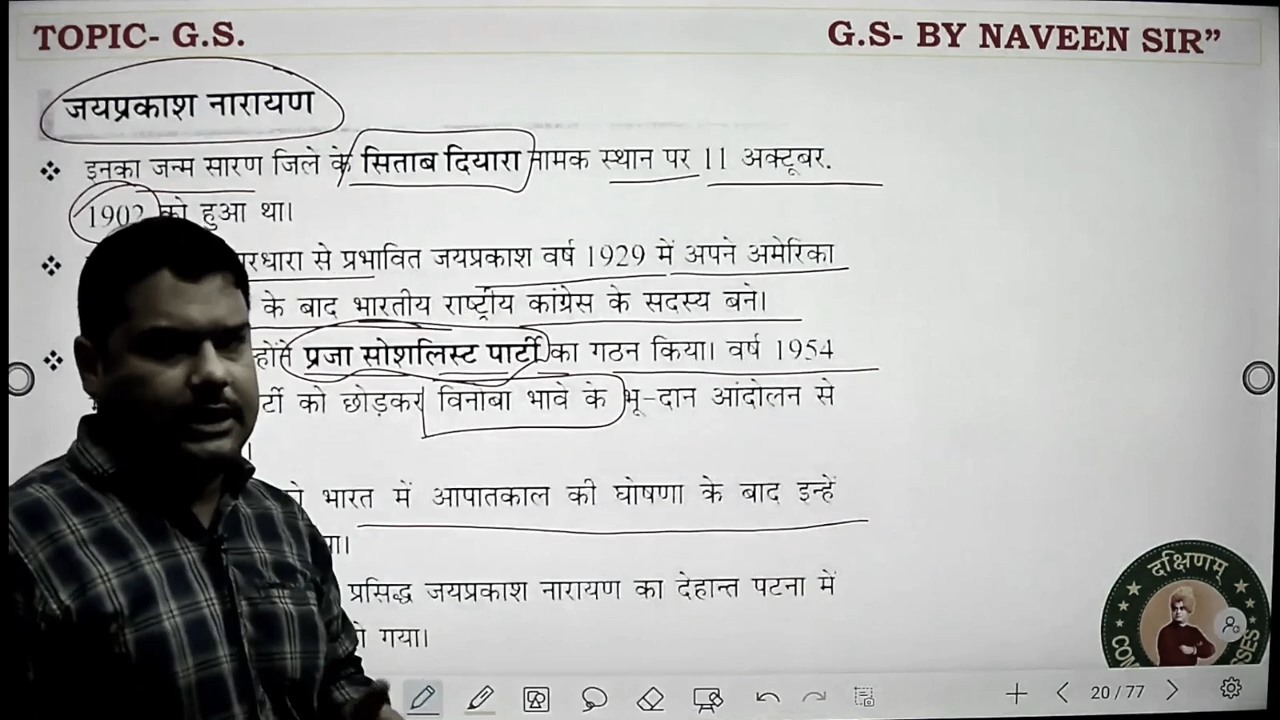 TOPIC- G.S.
G.S- BY NAVEEN SIR”
जयप्रकाश नारायण
इनका जन्म सारण जिले के सिताब दियारा नामक स्थान पर 11 अक्टूबर.
1902 को हुआ था।
से प्रभावित जयप्रकाश वर्ष 1929 में अपने अमेरिका
के बाद भारतीय राष्ट्रीय कांग्रेस के सदस्य बने।
प्रजा सोशलिस्ट पार्टी का गठन किया। वर्ष 1954
को छोड़कर विनोबा भावे के भू-दान आंदोलन से
भारत में आपातकाल की घोषणा के बाद इन्हें
प्रसिद्ध जयप्रकाश नारायण का देहान्त पटना में
गया।
दक्षिणम्
20 / 77